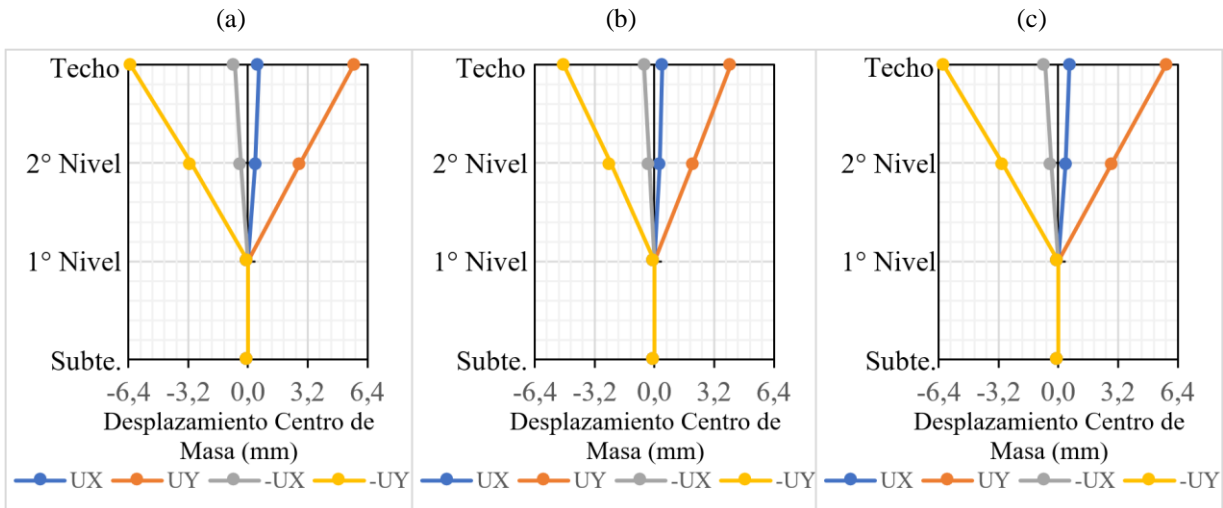 (a)
Techo
2° Nivel
1° Nivel
Subte.
-6,4 -3,2 0,0 3,2 6,4
Desplazamiento Centro de
Masa (mm)
UX UY -UX -UY
(b)
-6,4 -3,2 0,0 3,2 6,4
Techo
2° Nivel
1° Nivel
Subte.
Desplazamiento Centro de
Masa (mm)
UX UY -UX -UY
(c)
Techo
2° Nivel
1° Nivel
Subte.
-6,4 -3,2 0,0 3,2 6,4
Desplazamiento Centro de
Masa (mm)
UX UY -UX -UY